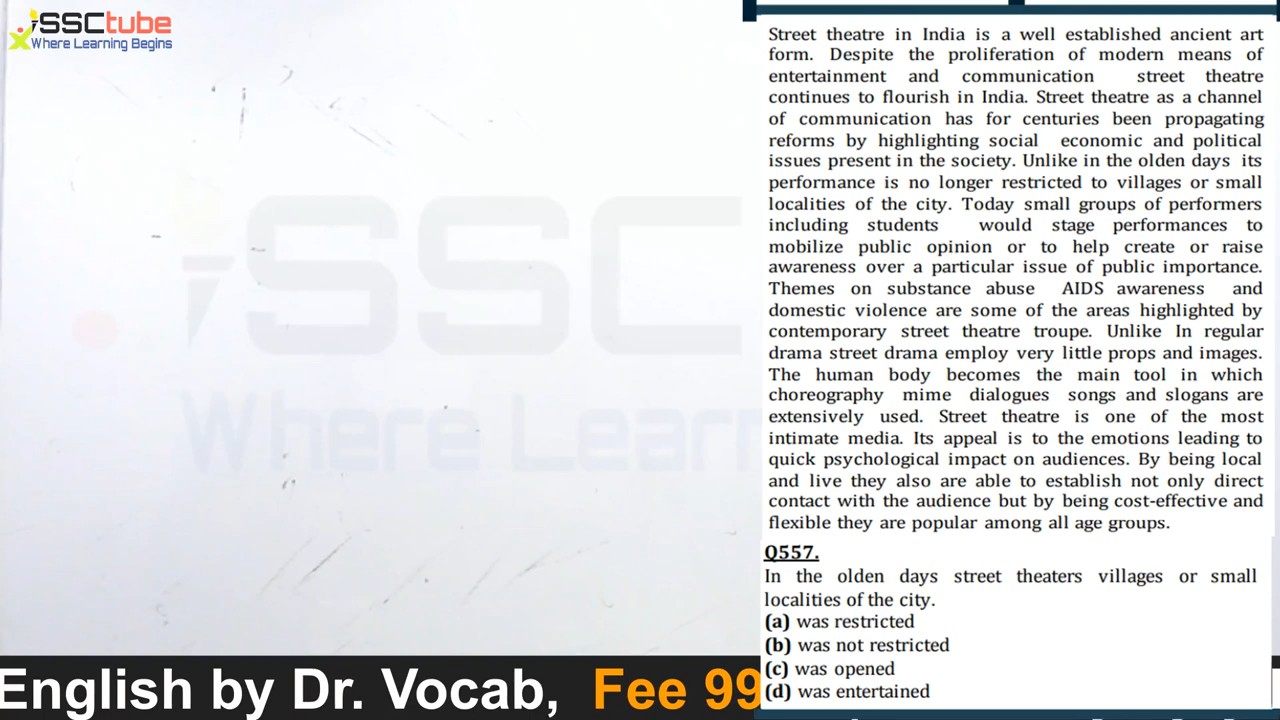 iSSCtube
Where Learning Begins
Street theatre in India is a well established ancient art
form. Despite the proliferation of modern means of
entertainment and communication street theatre
continues to flourish in India. Street theatre as a channel
of communication has for centuries been propagating
reforms by highlighting social economic and political
issues present in the society. Unlike in the olden days its
performance is no longer restricted to villages or small
localities of the city. Today small groups of performers
including students would stage performances to
mobilize public opinion or to help create or raise
awareness over a particular issue of public importance.
Themes on substance abuse AIDS awareness and
domestic violence are some of the areas highlighted by
contemporary street theatre troupe. Unlike In regular
drama street drama employ very little props and images.
The human body becomes the main tool in which
choreography mime dialogues songs and slogans are
extensively used. Street theatre is one of the most
intimate media. Its appeal is to the emotions leading to
quick psychological impact on audiences. By being local
and live they also are able to establish not only direct
contact with the audience but by being cost-effective and
flexible they are popular among all age groups.
Q557.
In the olden days street theaters villages or small
localities of the city.
(a) was restricted
(b) was not restricted
(c) was opened
(d) was entertained
iSSC
Where Learn
English by Dr. Vocab, Fee 99